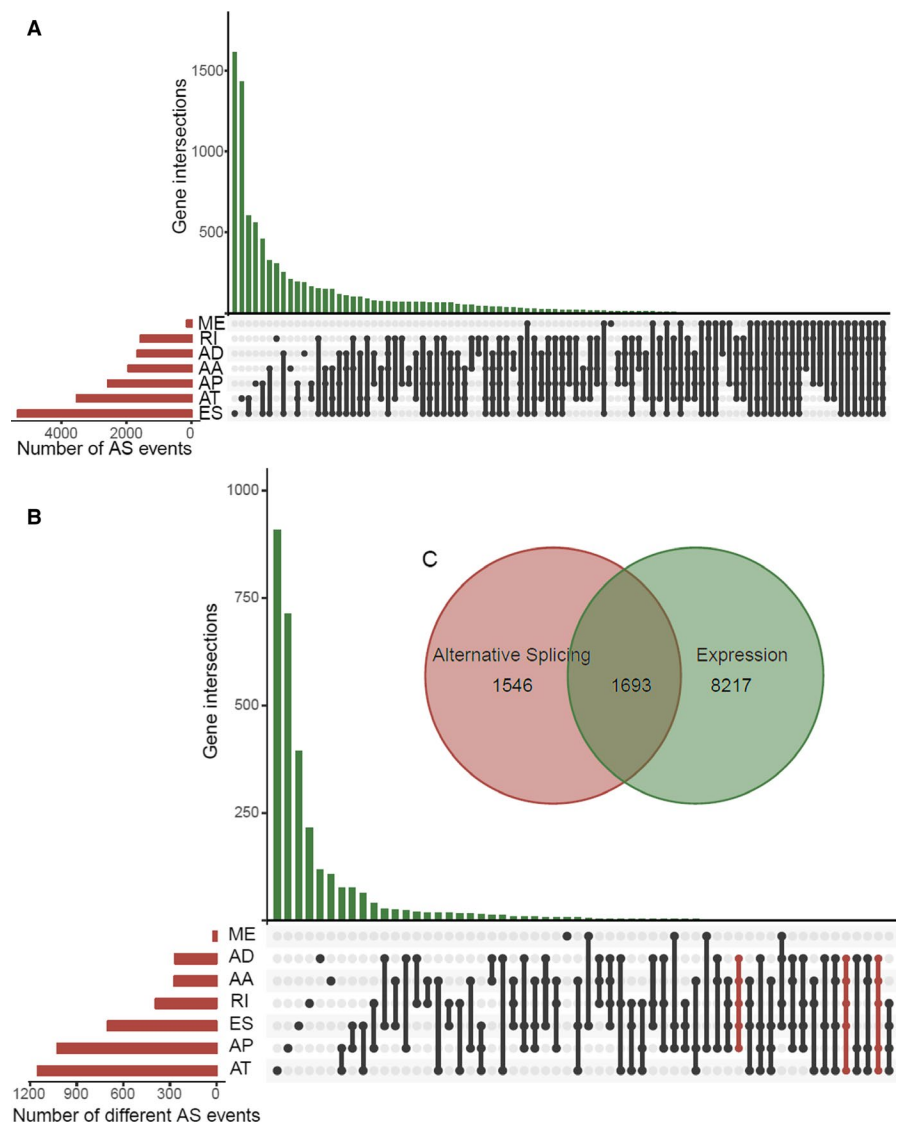 A
Gene intersections
1500
1000
500
ME
RI
AD
AA
AP
AT
ES
4000 2000 0
Number of AS events
B
Gene intersections
1000
750
500
250
C
Alternative Splicing Expression
1546 1693 8217
ME
AD
AA
RI
ES
AP
AT
1200 900 600 300 0
Number of different AS events